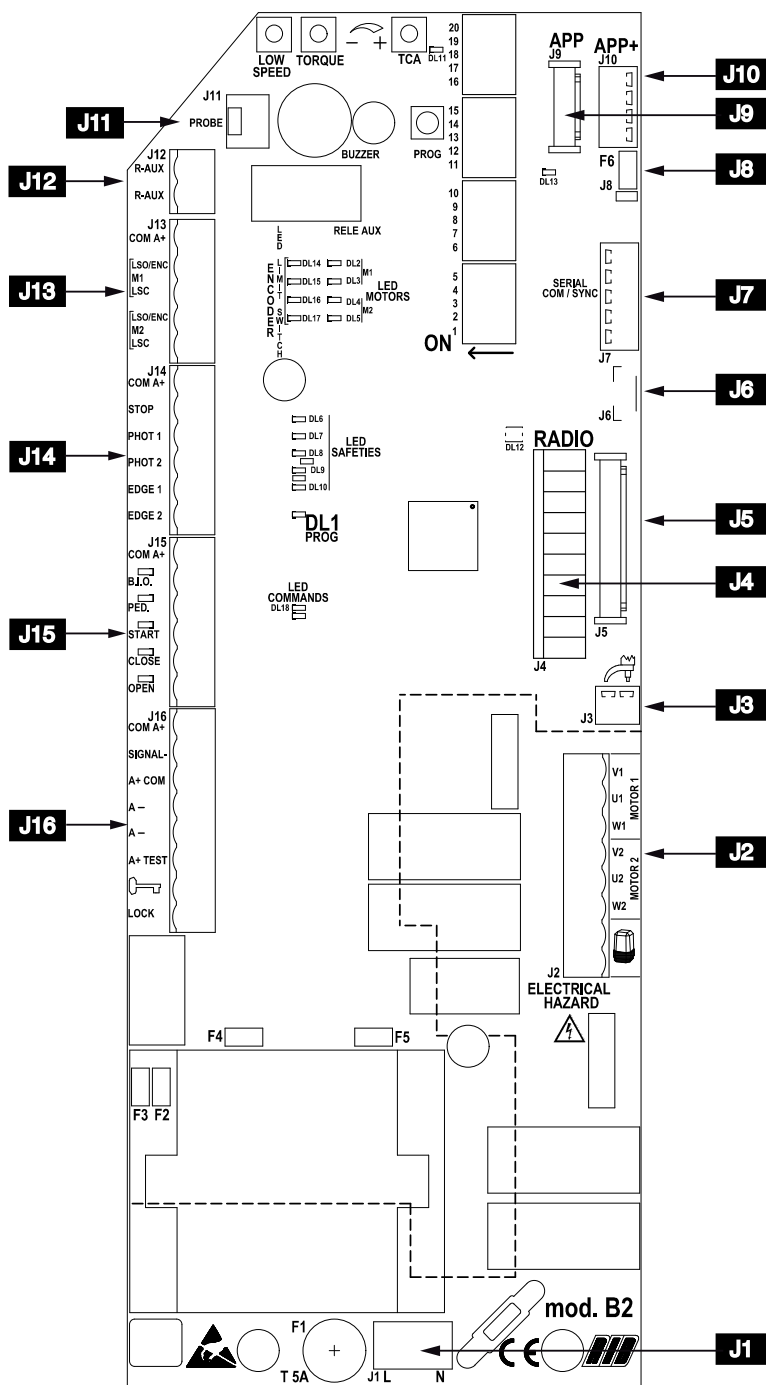 LOW SPEED
TORQUE
− +
TCA
DL11
20
19
18
17
16
15
14
13
12
11
10
9
8
7
6
5
4
3
2
1
ON
APP
J9
APP+
J10
J10
J9
F6
J8
J8
DL13
J11
J11
PROBE
BUZZER
PROG
J12
J12
R-AUX
R-AUX
RELE AUX
J13
J13
COM A+
LSO/ENC
M1
LSC
LSO/ENC
M2
LSC
LED
LIMIT SWITCH
ENCODER
DL14
DL15
DL16
DL17
DL2
DL3
DL4
DL5
M1
M2
LED
MOTORS
SERIAL
COM / SYNC
J7
J7
J6
J6
J14
J14
COM A+
STOP
PHOT 1
PHOT 2
EDGE 1
EDGE 2
DL6
DL7
DL8
DL9
DL10
LED
SAFETIES
DL1
PROG
DL12
RADIO
J5
J5
J4
J4
J15
J15
COM A+
B.I.O.
PED.
START
CLOSE
OPEN
LED
COMMANDS
DL18
J3
J3
J16
J16
COM A+
SIGNAL-
A+ COM
A −
A −
A+ TEST
LOCK
V1
U1
W1
MOTOR 1
V2
U2
W2
MOTOR 2
J2
J2
ELECTRICAL
HAZARD
F4
F5
F3
F2
mod. B2
F1
T 5A
J1 L
N
CE
J1